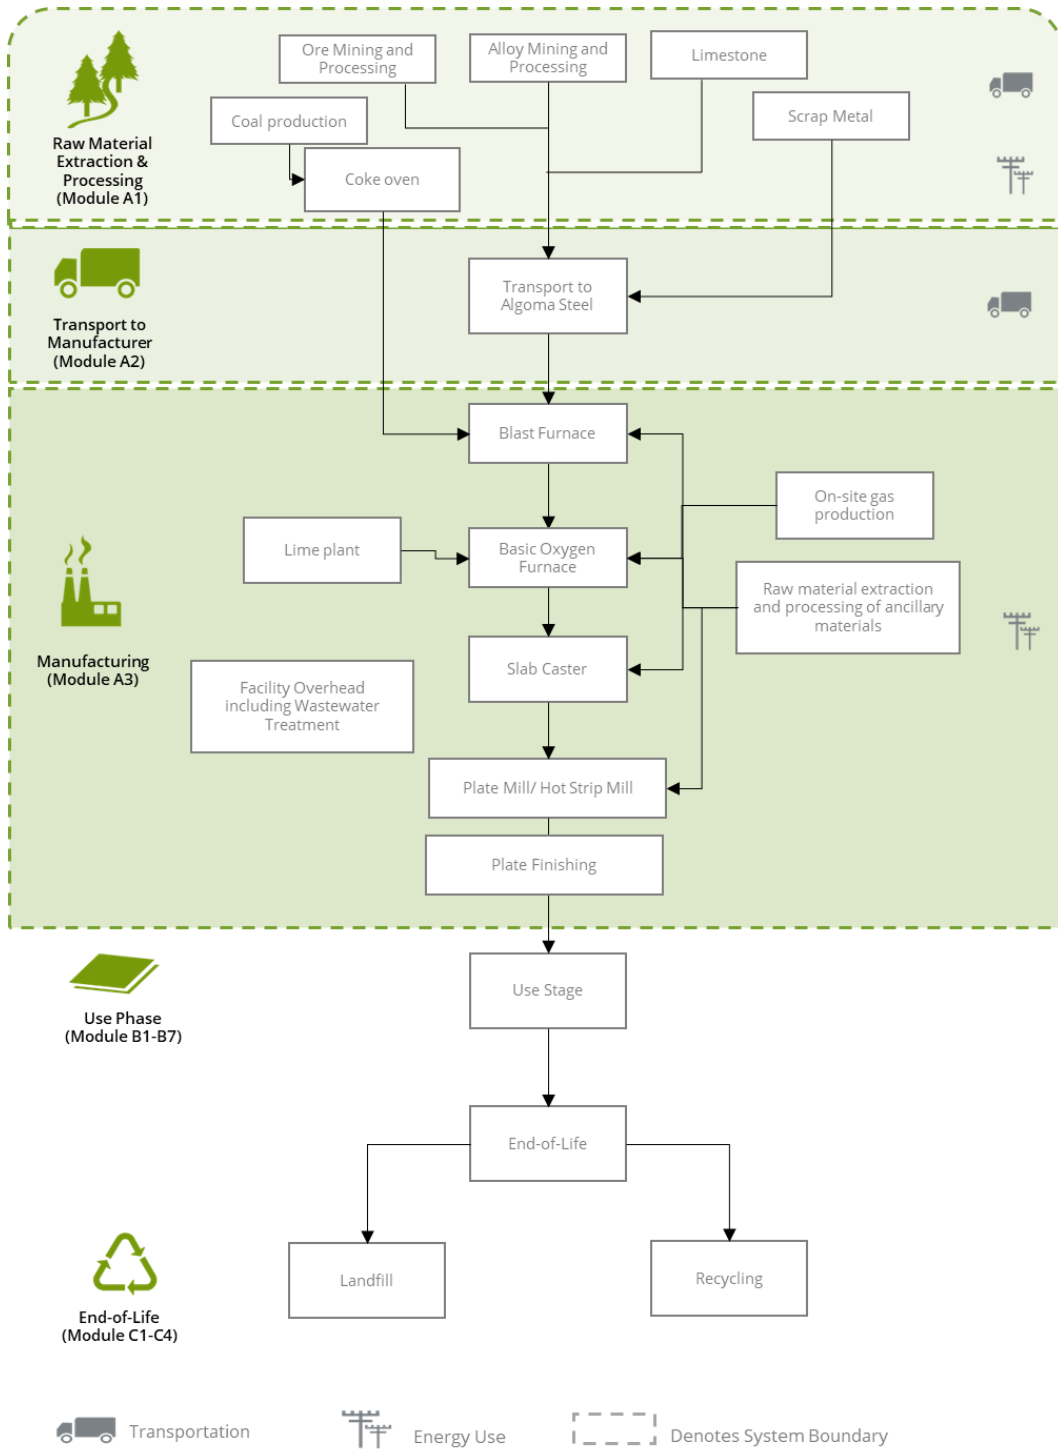 Ore Mining and
Processing
Alloy Mining and
Processing
Limestone
Coal production
Scrap Metal
Coke oven
Raw Material
Extraction &
Processing
(Module A1)
Transport to
Algoma Steel
Transport to
Manufacturer
(Module A2)
Blast Furnace
On-site gas
production
Lime plant
Basic Oxygen
Furnace
Raw material extraction
and processing of ancillary
materials
Manufacturing
(Module A3)
Slab Caster
Facility Overhead
including Wastewater
Treatment
Plate Mill/ Hot Strip Mill
Plate Finishing
Use Stage
Use Phase
(Module B1-B7)
End-of-Life
Landfill
Recycling
End-of-Life
(Module C1-C4)
Transportation
Energy Use
Denotes System Boundary